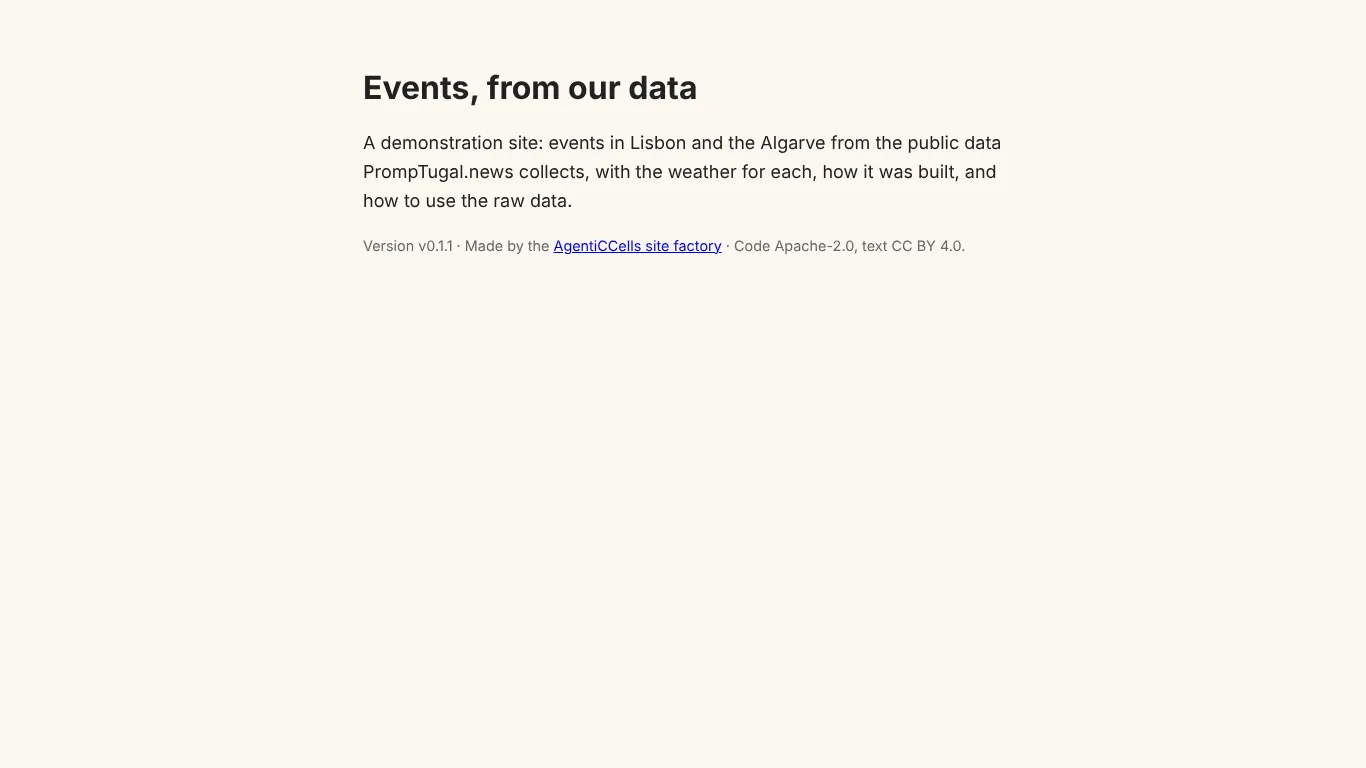 Events, from our data
A demonstration site: events in Lisbon and the Algarve from the public data
PrompTugal.news collects, with the weather for each, how it was built, and
how to use the raw data.
Version v0.1.1 · Made by the AgentiCCells site factory · Code Apache-2.0, text CC BY 4.0.